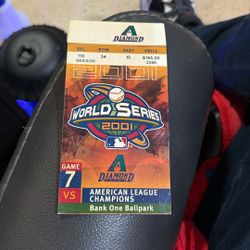 SEC. ROW SEAT PRICE
113 34 10 $165.00
SEASON
2001
WORLD SERIES
2001
A
DIAMOND
GAME
7
VS
AMERICAN LEAGUE
CHAMPIONS
Bank One Ballpark